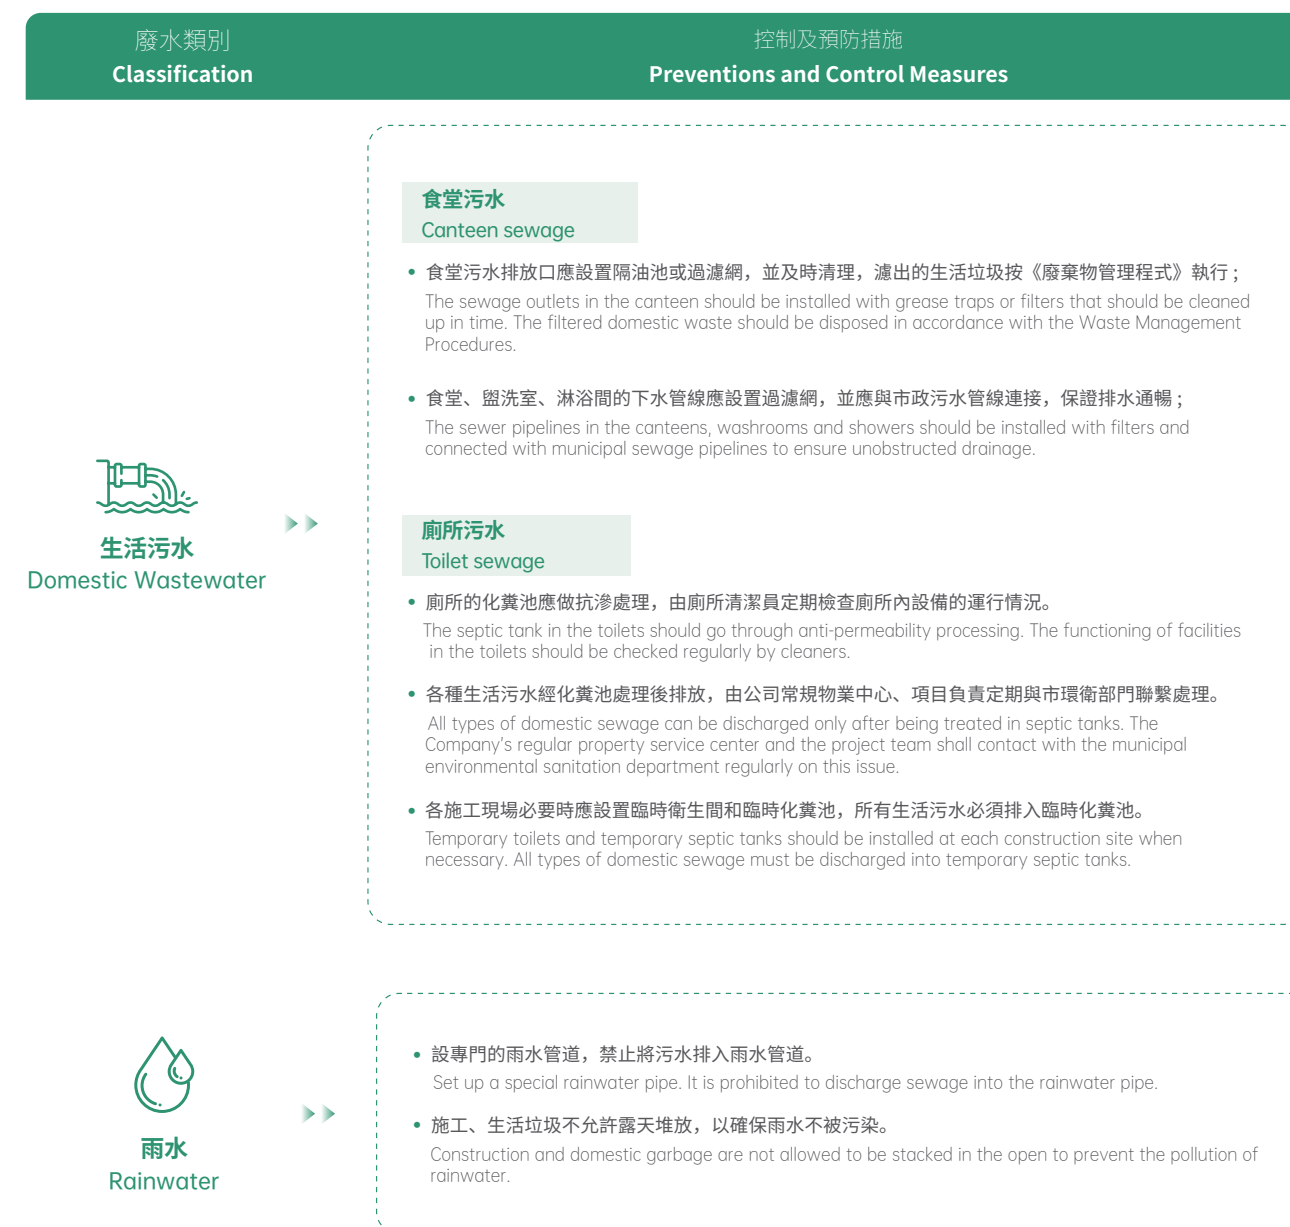 廢水類別
Classification
控制及預防措施
Preventions and Control Measures
生活污水
Domestic Wastewater
食堂污水
Canteen sewage
• 食堂污水排放口應設置隔油池或過濾網，並及時清理，濾出的生活垃圾按《廢棄物管理程式》執行；
The sewage outlets in the canteen should be installed with grease traps or filters that should be cleaned
up in time. The filtered domestic waste should be disposed in accordance with the Waste Management
Procedures.
• 食堂、盥洗室、淋浴間的下水管線應設置過濾網，並應與市政污水管線連接，保證排水通暢；
The sewer pipelines in the canteens, washrooms and showers should be installed with filters and
connected with municipal sewage pipelines to ensure unobstructed drainage.
廁所污水
Toilet sewage
• 廁所的化糞池應做抗滲處理，由廁所清潔員定期檢查廁所內設備的運行情況。
The septic tank in the toilets should go through anti-permeability processing. The functioning of facilities
in the toilets should be checked regularly by cleaners.
• 各種生活污水經化糞池處理後排放，由公司常規物業中心、項目負責定期與市環衛部門聯繫處理。
All types of domestic sewage can be discharged only after being treated in septic tanks. The
Company's regular property service center and the project team shall contact with the municipal
environmental sanitation department regularly on this issue.
• 各施工現場必要時應設置臨時衛生間和臨時化糞池，所有生活污水必須排入臨時化糞池。
Temporary toilets and temporary septic tanks should be installed at each construction site when
necessary. All types of domestic sewage must be discharged into temporary septic tanks.
雨水
Rainwater
• 設專門的雨水管道，禁止將污水排入雨水管道。
Set up a special rainwater pipe. It is prohibited to discharge sewage into the rainwater pipe.
• 施工、生活垃圾不允許露天堆放，以確保雨水不被污染。
Construction and domestic garbage are not allowed to be stacked in the open to prevent the pollution of
rainwater.